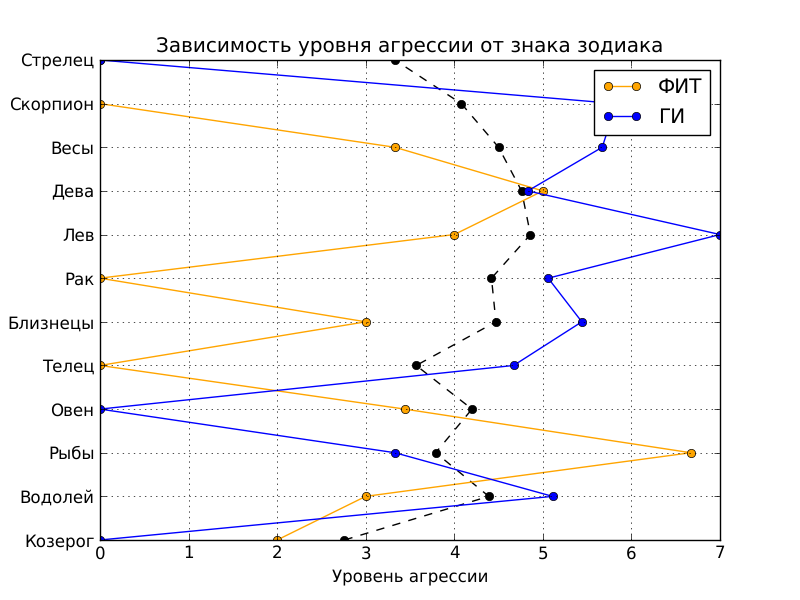 Зависимость уровня агрессии от знака зодиака
Стрелец
Скорпион
Весы
Дева
Лев
Рак
Близнецы
Телец
Овен
Рыбы
Водолей
Козерог
ФИТ
ГИ
0 1 2 3 4 5 6 7
Уровень агрессии